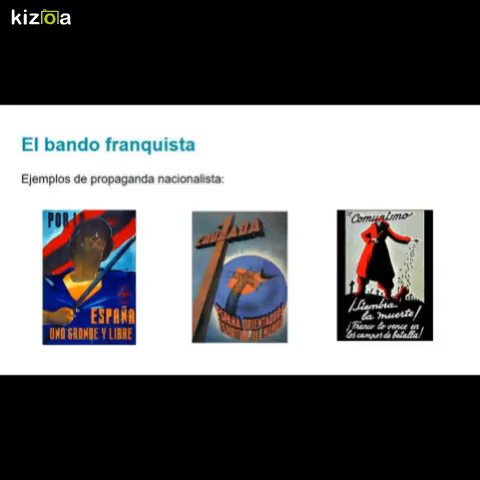 kizoa
El bando franquista
Ejemplos de propaganda nacionalista:
POR L
ESPAÑA
UNA GRANDE Y LIBRE
CRUZADA
ESPAÑA ORIENTADORA
Comunismo
¡Siembra
la muerte!
¡Franco lo vence en
los campos de batalla!